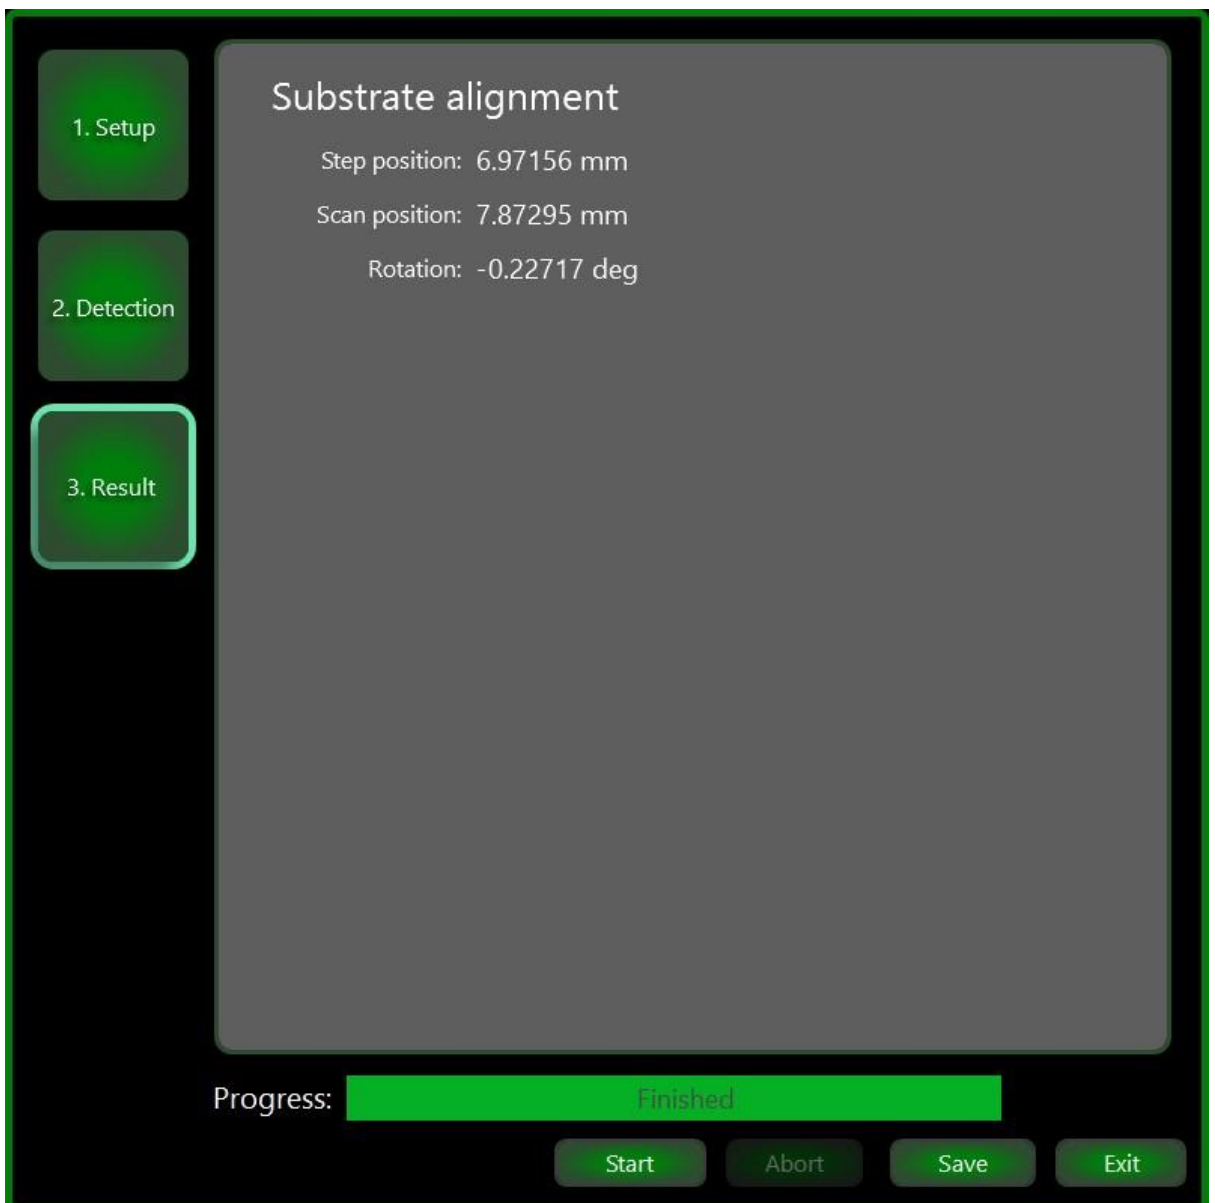 1. Setup
2. Detection
3. Result
Substrate alignment
Step position: 6.97156 mm
Scan position: 7.87295 mm
Rotation: -0.22717 deg
Progress: Finished
Start Abort Save Exit